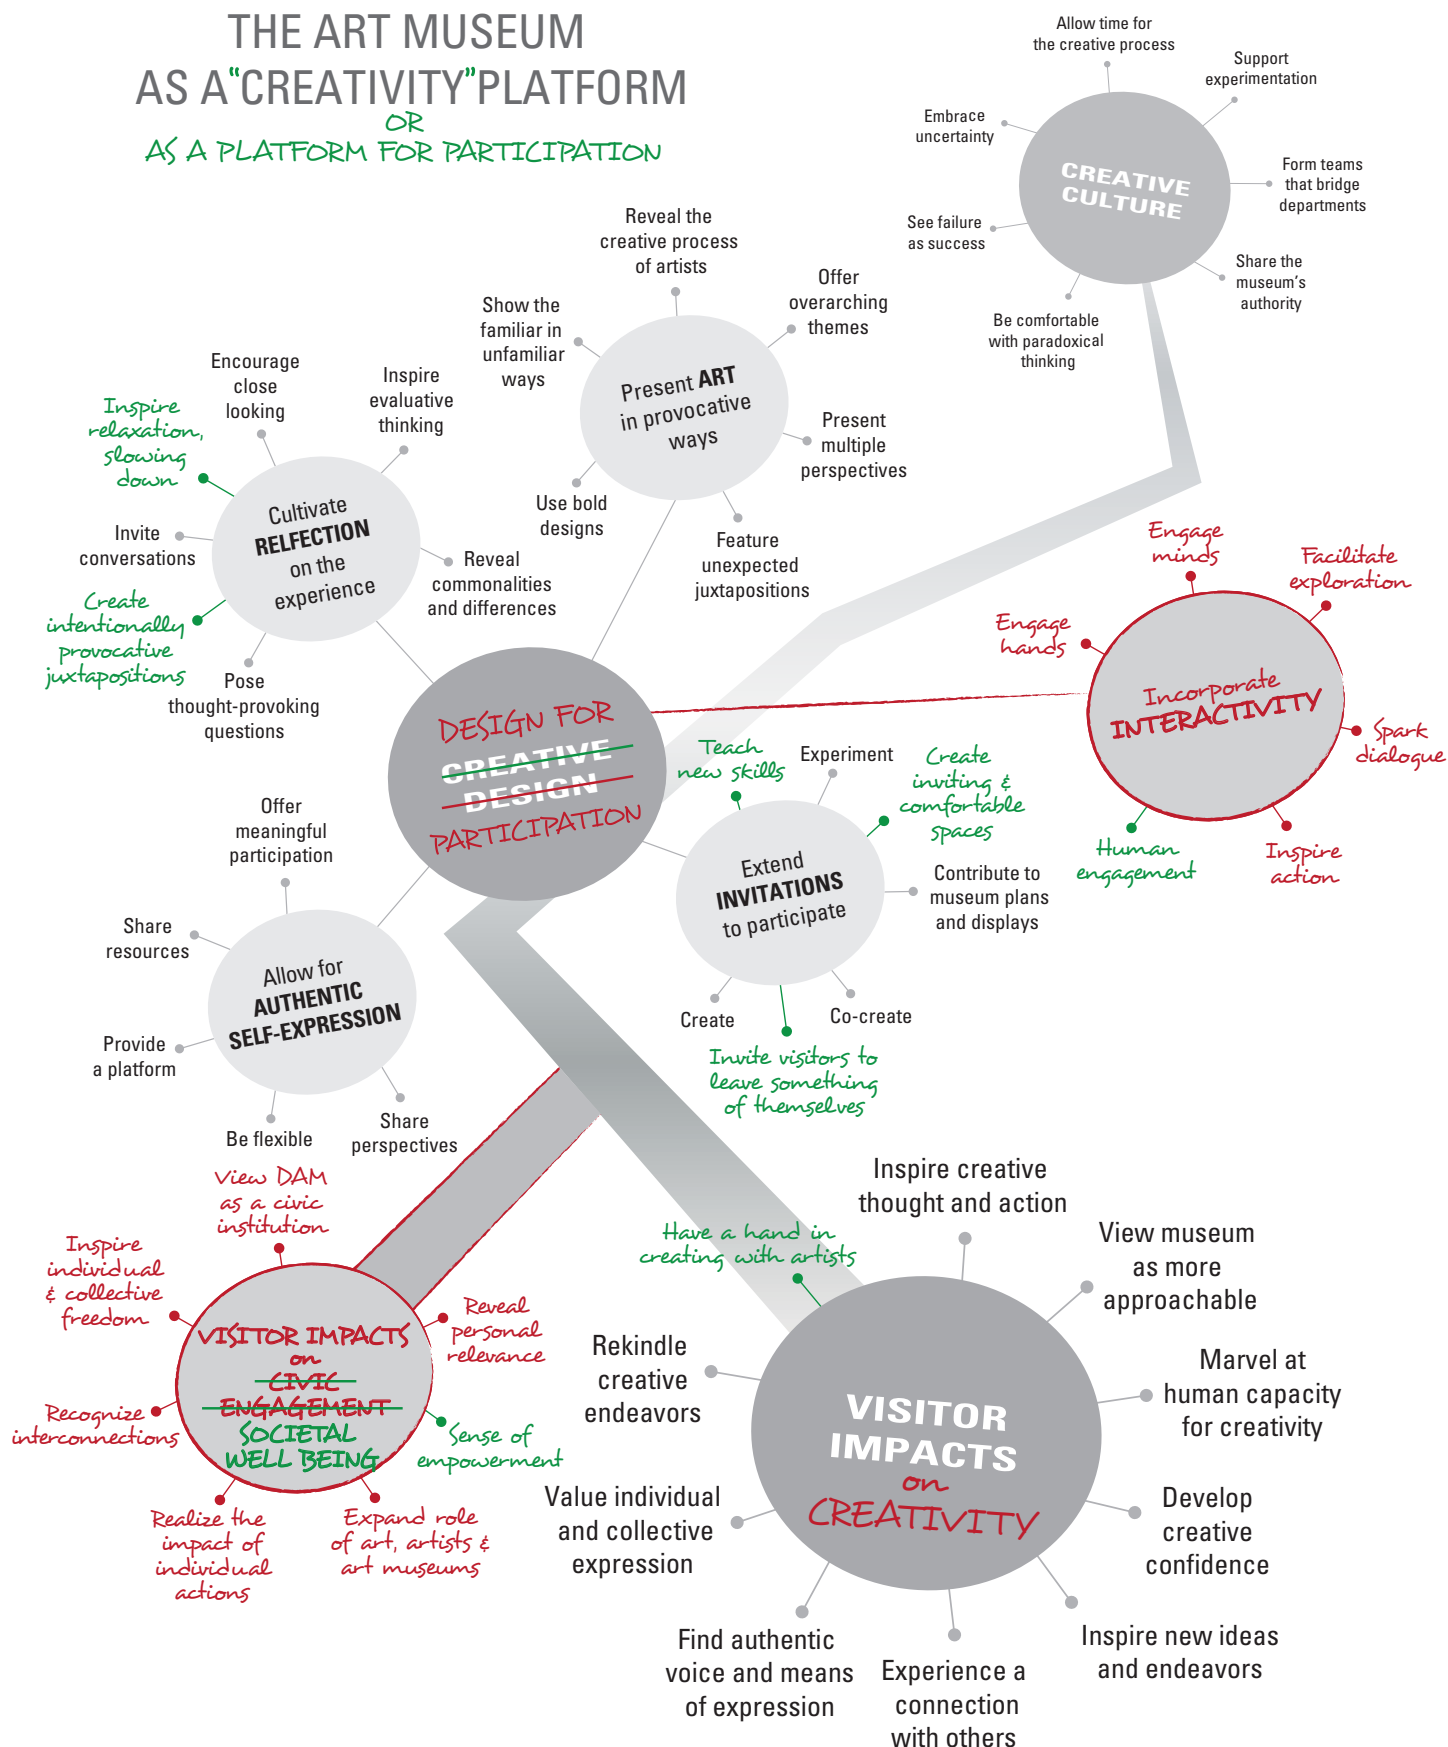 THE ART MUSEUM
AS A "CREATIVITY" PLATFORM
OR
AS A PLATFORM FOR PARTICIPATION
Allow time for
the creative process
Support
experimentation
Embrace
uncertainty
Form teams
that bridge
departments
See failure
as success
Share the
museum's
authority
Be comfortable
with paradoxical
thinking
CREATIVE
CULTURE
Reveal the
creative process
of artists
Offer
overarching
themes
Show the
familiar in
unfamiliar
ways
Present ART
in provocative
ways
Present
multiple
perspectives
Use bold
designs
Feature
unexpected
juxtapositions
Encourage
close
looking
Inspire
evaluative
thinking
Inspire
relaxation,
slowing
down
Cultivate
RELFECTION
on the
experience
Invite
conversations
Reveal
commonalities
and differences
Create
intentionally
provocative
juxtapositions
Pose
thought-provoking
questions
DESIGN FOR
CREATIVE
DESIGN
PARTICIPATION
Engage
minds
Facilitate
exploration
Engage
hands
Incorporate
INTERACTIVITY
Spark
dialogue
Human
engagement
Inspire
action
Teach
new skills
Experiment
Create
inviting &
comfortable
spaces
Extend
INVITATIONS
to participate
Contribute to
museum plans
and displays
Create
Co-create
Invite visitors to
leave something
of themselves
Offer
meaningful
participation
Share
resources
Allow for
AUTHENTIC
SELF-EXPRESSION
Provide
a platform
Be flexible
Share
perspectives
View DAM
as a civic
institution
Inspire
individual
& collective
freedom
Reveal
personal
relevance
VISITOR IMPACTS
on
CIVIC
ENGAGEMENT
SOCIETAL
WELL BEING
Recognize
interconnections
Sense of
empowerment
Realize the
impact of
individual
actions
Expand role
of art, artists &
art museums
Have a hand in
creating with artists
Inspire creative
thought and action
View museum
as more
approachable
Rekindle
creative
endeavors
Marvel at
human capacity
for creativity
VISITOR
IMPACTS
on
CREATIVITY
Value individual
and collective
expression
Develop
creative
confidence
Find authentic
voice and means
of expression
Experience a
connection
with others
Inspire new ideas
and endeavors